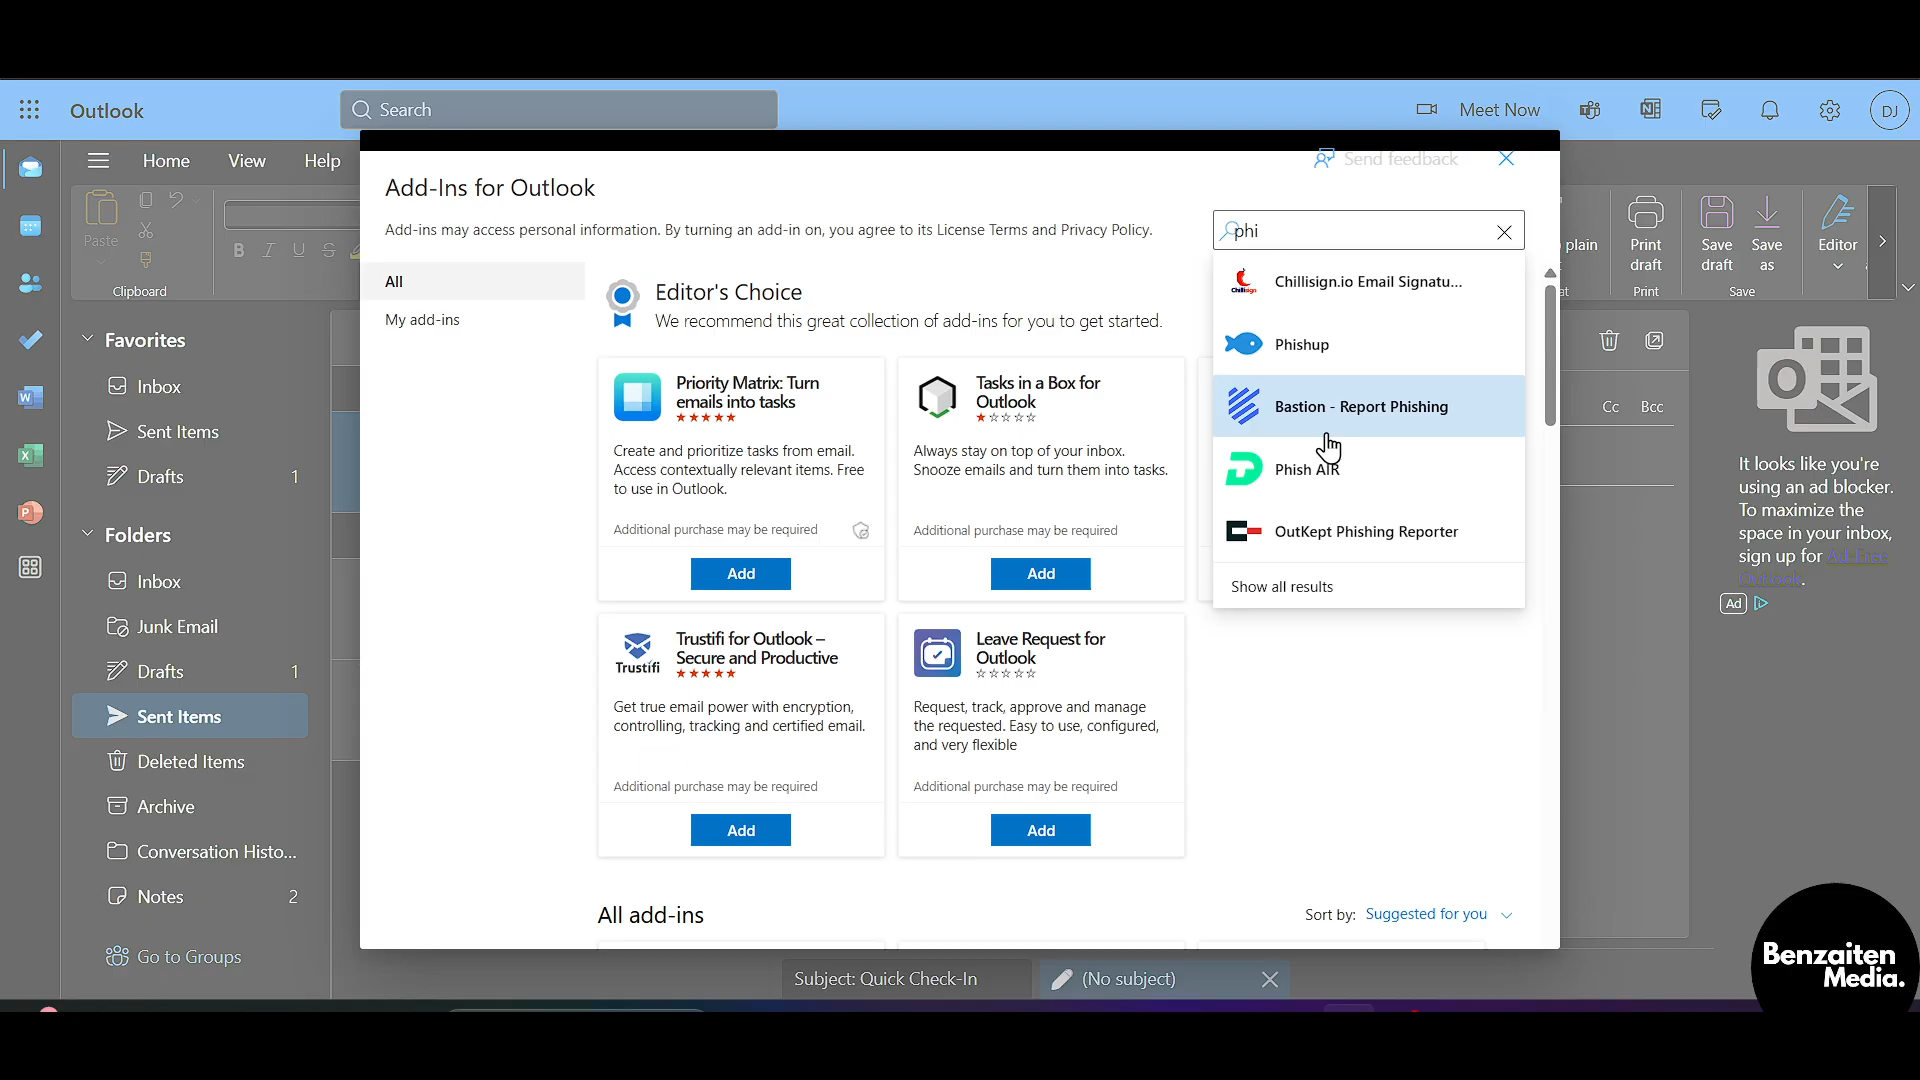 Outlook
Search
Meet Now
DJ
Home
View
Help
Paste
Clipboard
B I U S
Favorites
Inbox
Sent Items
Drafts 1
Folders
Inbox
Junk Email
Drafts 1
Sent Items
Deleted Items
Archive
Conversation Histo...
Notes 2
Go to Groups
Send feedback
Add-Ins for Outlook
Add-ins may access personal information. By turning an add-in on, you agree to its License Terms and Privacy Policy.
phi
All
My add-ins
Editor's Choice
We recommend this great collection of add-ins for you to get started.
Priority Matrix: Turn
emails into tasks
Create and prioritize tasks from email.
Access contextually relevant items. Free
to use in Outlook.
Additional purchase may be required
Add
Tasks in a Box for
Outlook
Always stay on top of your inbox.
Snooze emails and turn them into tasks.
Additional purchase may be required
Add
Trustifi
Trustifi for Outlook –
Secure and Productive
Get true email power with encryption,
controlling, tracking and certified email.
Additional purchase may be required
Add
Leave Request for
Outlook
Request, track, approve and manage
the requested. Easy to use, configured,
and very flexible
Additional purchase may be required
Add
Chillisign.io Email Signatu...
Phishup
Bastion - Report Phishing
Phish AIR
OutKept Phishing Reporter
Show all results
All add-ins
Sort by: Suggested for you
plain
Print
draft
Print
Save
draft
Save
as
Save
Editor
Cc
Bcc
It looks like you're
using an ad blocker.
To maximize the
space in your inbox,
sign up for Ad-Free
Outlook.
Ad
Subject: Quick Check-In
(No subject)
Benzaiten
Media.